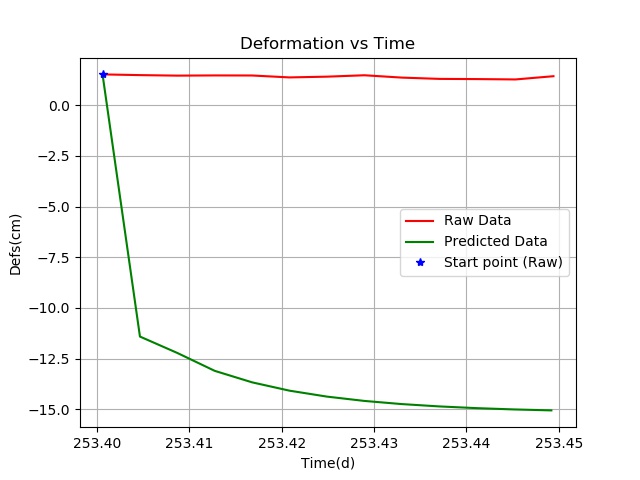 Deformation vs Time
Defs(cm)
0.0
−2.5
−5.0
−7.5
−10.0
−12.5
−15.0
Raw Data
Predicted Data
Start point (Raw)
253.40 253.41 253.42 253.43 253.44 253.45
Time(d)